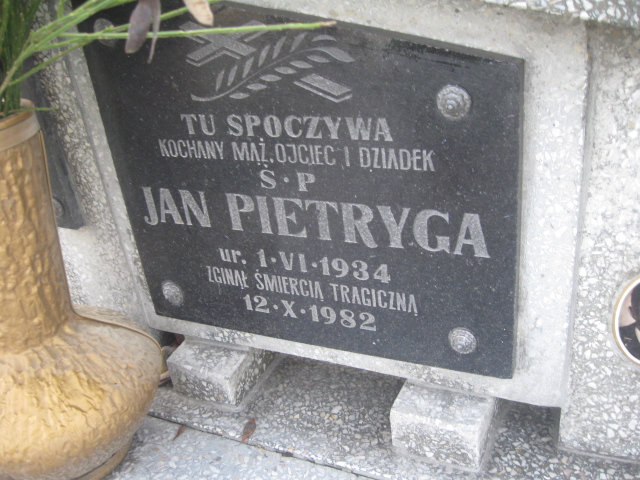 TU SPOCZYWA
KOCHANY MĄŻ, OJCIEC I DZIADEK
Ś·P
JAN PIETRYGA
ur. 1·VI·1934
ZGINĄŁ ŚMIERCIĄ TRAGICZNĄ
12·X·1982